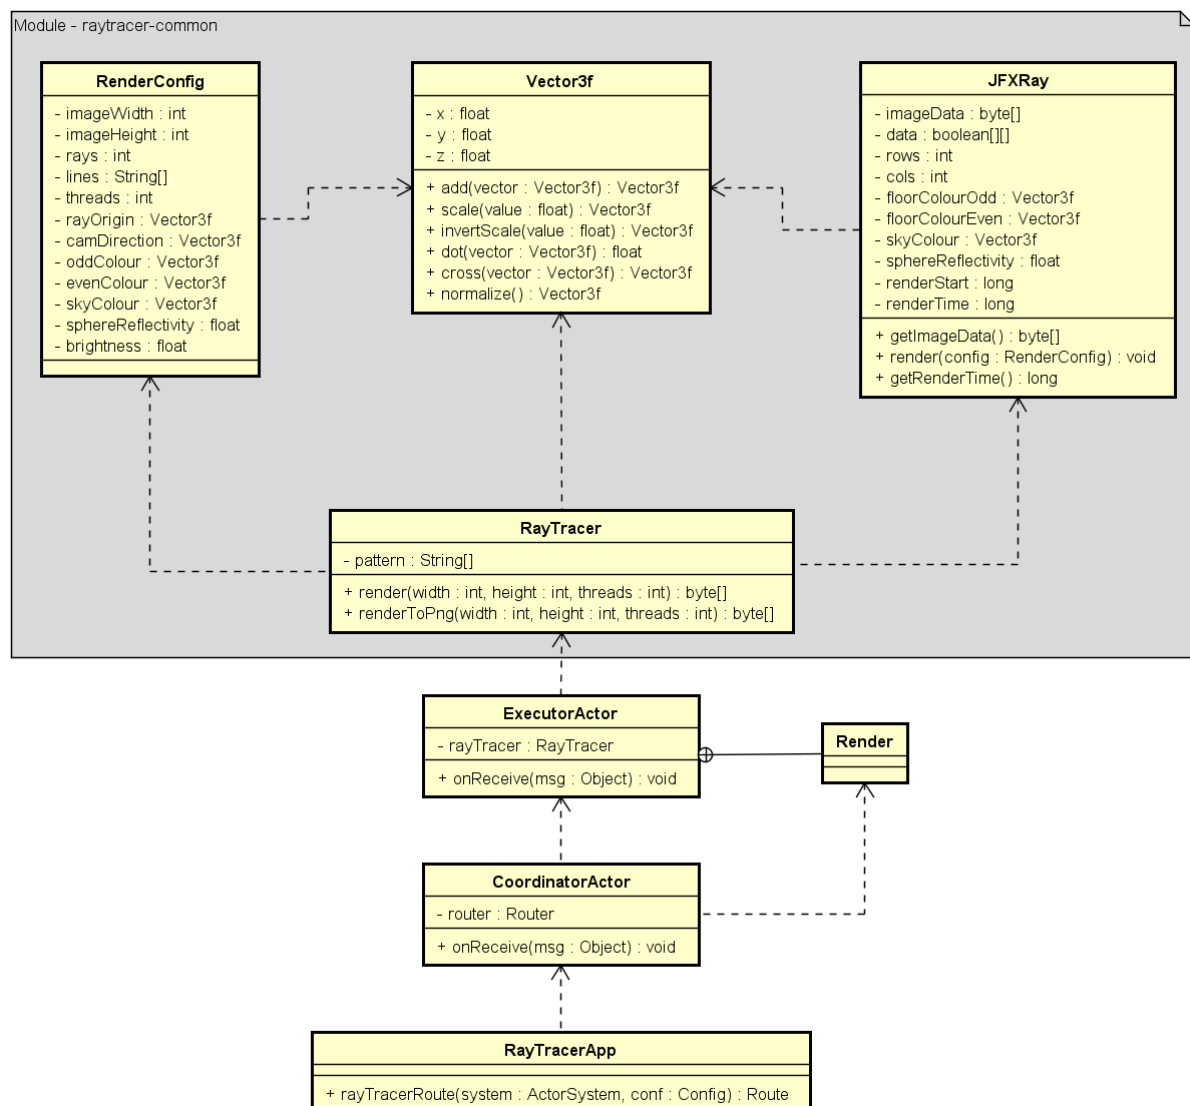 Module - raytracer-common
RenderConfig
- imageWidth : int
- imageHeight : int
- rays : int
- lines : String[]
- threads : int
- rayOrigin : Vector3f
- camDirection : Vector3f
- oddColour : Vector3f
- evenColour : Vector3f
- skyColour : Vector3f
- sphereReflectivity : float
- brightness : float
Vector3f
- x : float
- y : float
- z : float
+ add(vector : Vector3f) : Vector3f
+ scale(value : float) : Vector3f
+ invertScale(value : float) : Vector3f
+ dot(vector : Vector3f) : float
+ cross(vector : Vector3f) : Vector3f
+ normalize() : Vector3f
JFXRay
- imageData : byte[]
- data : boolean[][]
- rows : int
- cols : int
- floorColourOdd : Vector3f
- floorColourEven : Vector3f
- skyColour : Vector3f
- sphereReflectivity : float
- renderStart : long
- renderTime : long
+ getImageData() : byte[]
+ render(config : RenderConfig) : void
+ getRenderTime() : long
RayTracer
- pattern : String[]
+ render(width : int, height : int, threads : int) : byte[]
+ renderToPng(width : int, height : int, threads : int) : byte[]
ExecutorActor
- rayTracer : RayTracer
+ onReceive(msg : Object) : void
Render
CoordinatorActor
- router : Router
+ onReceive(msg : Object) : void
RayTracerApp
+ rayTracerRoute(system : ActorSystem, conf : Config) : Route